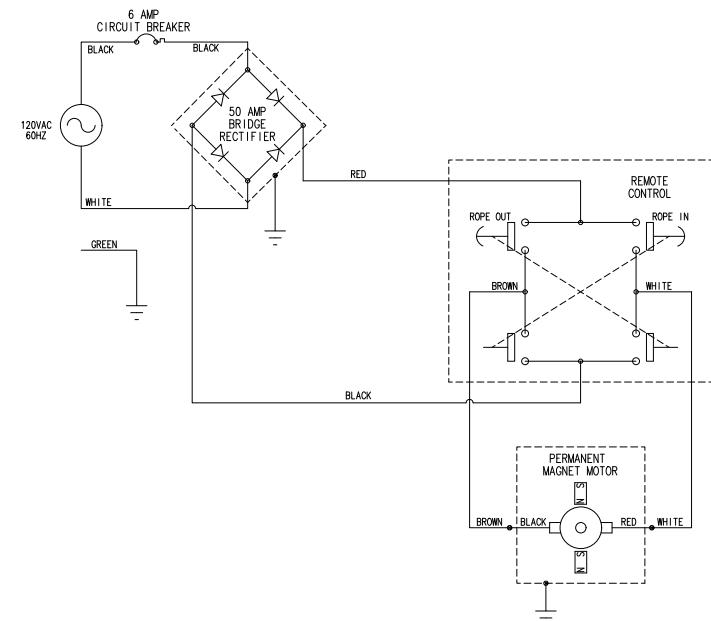 6 AMP
CIRCUIT BREAKER
BLACK
BLACK
120VAC
60HZ
50 AMP
BRIDGE
RECTIFIER
WHITE
GREEN
RED
REMOTE
CONTROL
ROPE OUT
ROPE IN
BROWN
WHITE
BLACK
PERMANENT
MAGNET MOTOR
S N
BROWN
BLACK
RED
WHITE
S N